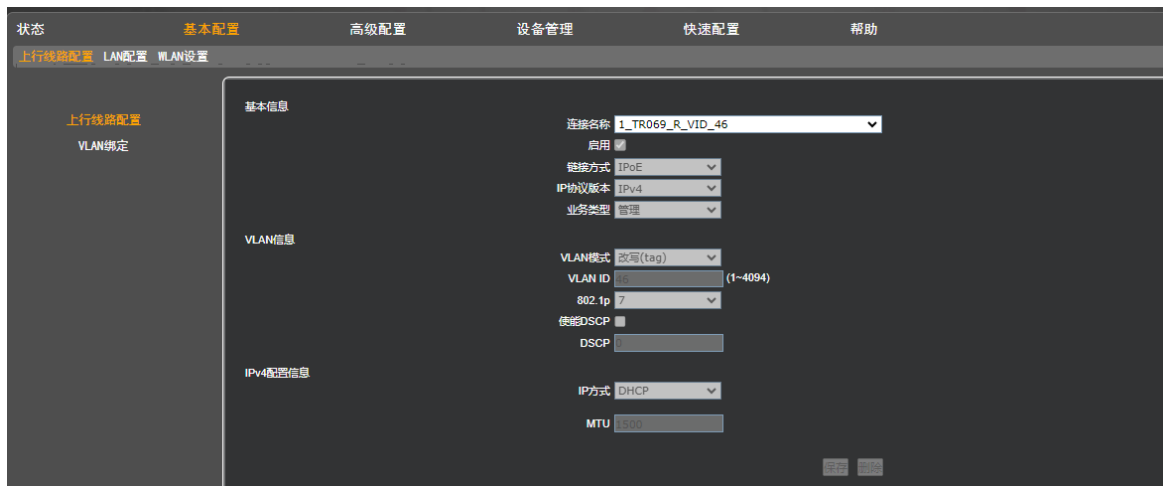 状态 基本配置 高级配置 设备管理 快速配置 帮助
上行线路配置 LAN配置 WLAN设置
上行线路配置
VLAN绑定
基本信息
连接名称 1_TR069_R_VID_46
启用
链接方式 IPoE
IP协议版本 IPv4
业务类型 管理
VLAN信息
VLAN模式 改写(tag)
VLAN ID 46 (1~4094)
802.1p 7
使能DSCP
DSCP 0
IPv4配置信息
IP方式 DHCP
MTU 1500
保存 删除